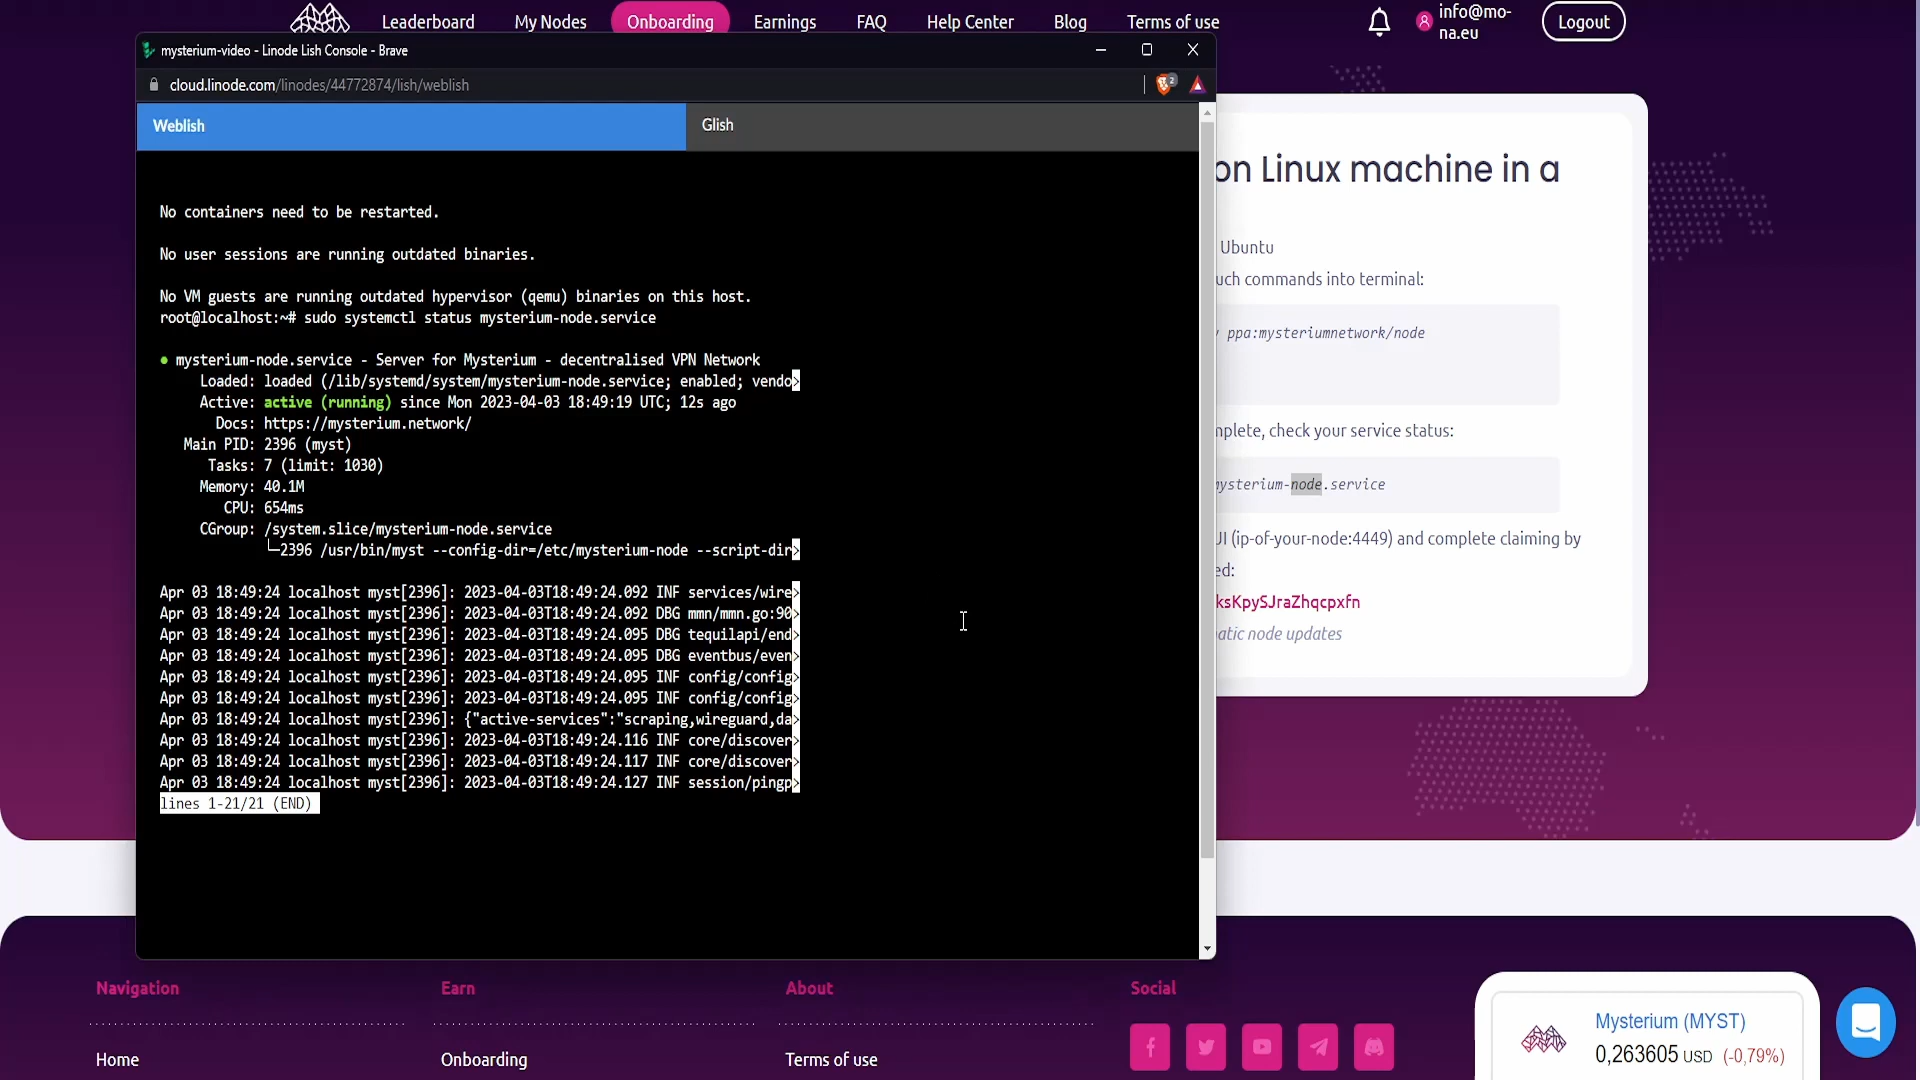 Leaderboard
My Nodes
Onboarding
Earnings
FAQ
Help Center
Blog
Terms of use
info@mo-
na.eu
Logout
mysterium-video - Linode Lish Console - Brave
cloud.linode.com/linodes/44772874/lish/weblish
2
Weblish
Glish
No containers need to be restarted.
No user sessions are running outdated binaries.
No VM guests are running outdated hypervisor (qemu) binaries on this host.
root@localhost:~# sudo systemctl status mysterium-node.service
● mysterium-node.service - Server for Mysterium - decentralised VPN Network
Loaded: loaded (/lib/systemd/system/mysterium-node.service; enabled; vendo>
Active: active (running) since Mon 2023-04-03 18:49:19 UTC; 12s ago
Docs: https://mysterium.network/
Main PID: 2396 (myst)
Tasks: 7 (limit: 1030)
Memory: 40.1M
CPU: 654ms
CGroup: /system.slice/mysterium-node.service
└─2396 /usr/bin/myst --config-dir=/etc/mysterium-node --script-dir>
Apr 03 18:49:24 localhost myst[2396]: 2023-04-03T18:49:24.092 INF services/wire>
Apr 03 18:49:24 localhost myst[2396]: 2023-04-03T18:49:24.092 DBG mmn/mmn.go:90>
Apr 03 18:49:24 localhost myst[2396]: 2023-04-03T18:49:24.095 DBG tequilapi/end>
Apr 03 18:49:24 localhost myst[2396]: 2023-04-03T18:49:24.095 DBG eventbus/even>
Apr 03 18:49:24 localhost myst[2396]: 2023-04-03T18:49:24.095 INF config/config>
Apr 03 18:49:24 localhost myst[2396]: 2023-04-03T18:49:24.095 INF config/config>
Apr 03 18:49:24 localhost myst[2396]: {"active-services":"scraping,wireguard,da>
Apr 03 18:49:24 localhost myst[2396]: 2023-04-03T18:49:24.116 INF core/discover>
Apr 03 18:49:24 localhost myst[2396]: 2023-04-03T18:49:24.117 INF core/discover>
Apr 03 18:49:24 localhost myst[2396]: 2023-04-03T18:49:24.127 INF session/pingp>
lines 1-21/21 (END)
on Linux machine in a
Ubuntu
uch commands into terminal:
ppa:mysteriumnetwork/node
mplete, check your service status:
mysterium-node.service
UI (ip-of-your-node:4449) and complete claiming by
ed:
ksKpySJraZhqcpxfn
atic node updates
Navigation
Home
Earn
Onboarding
About
Terms of use
Social
Mysterium (MYST)
0,263605 USD (-0,79%)